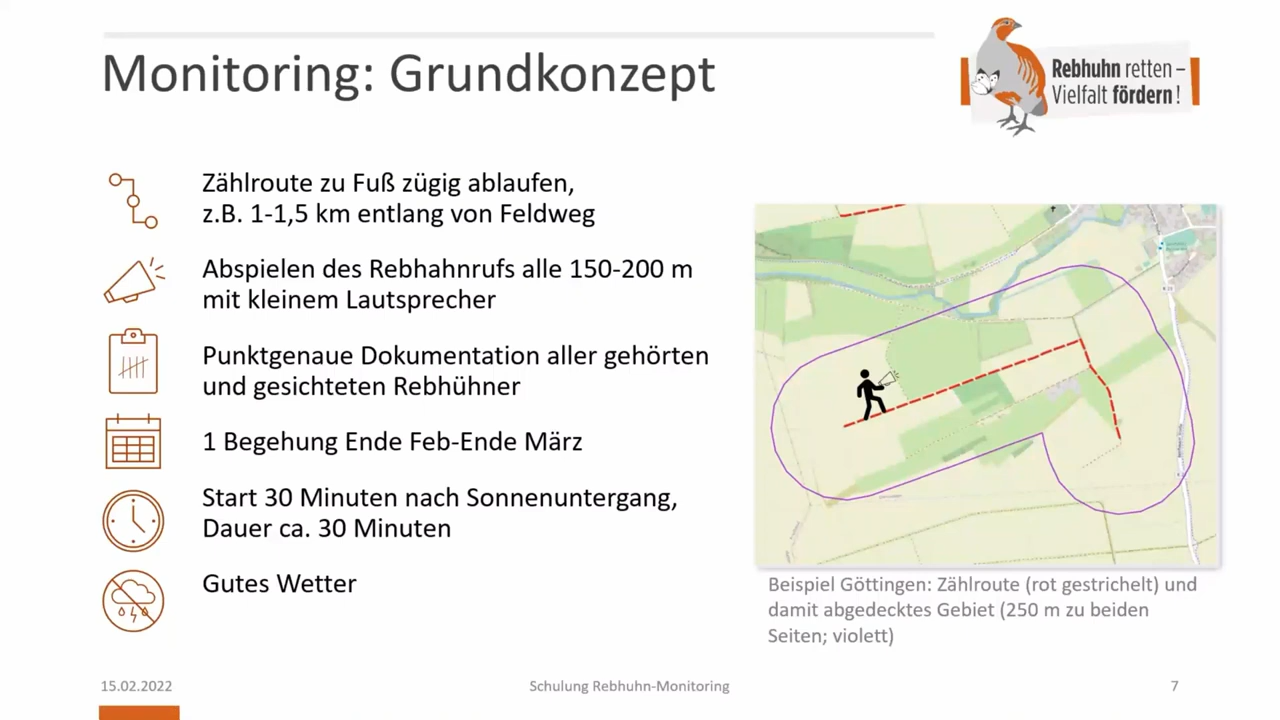 Monitoring: Grundkonzept
Rebhuhn retten –
Vielfalt fördern!
Zählroute zu Fuß zügig ablaufen,
z.B. 1-1,5 km entlang von Feldweg
Abspielen des Rebhahnrufs alle 150-200 m
mit kleinem Lautsprecher
Punktgenaue Dokumentation aller gehörten
und gesichteten Rebhühner
1 Begehung Ende Feb-Ende März
Start 30 Minuten nach Sonnenuntergang,
Dauer ca. 30 Minuten
Gutes Wetter
Beispiel Göttingen: Zählroute (rot gestrichelt) und
damit abgedecktes Gebiet (250 m zu beiden
Seiten; violett)
15.02.2022
Schulung Rebhuhn-Monitoring
7